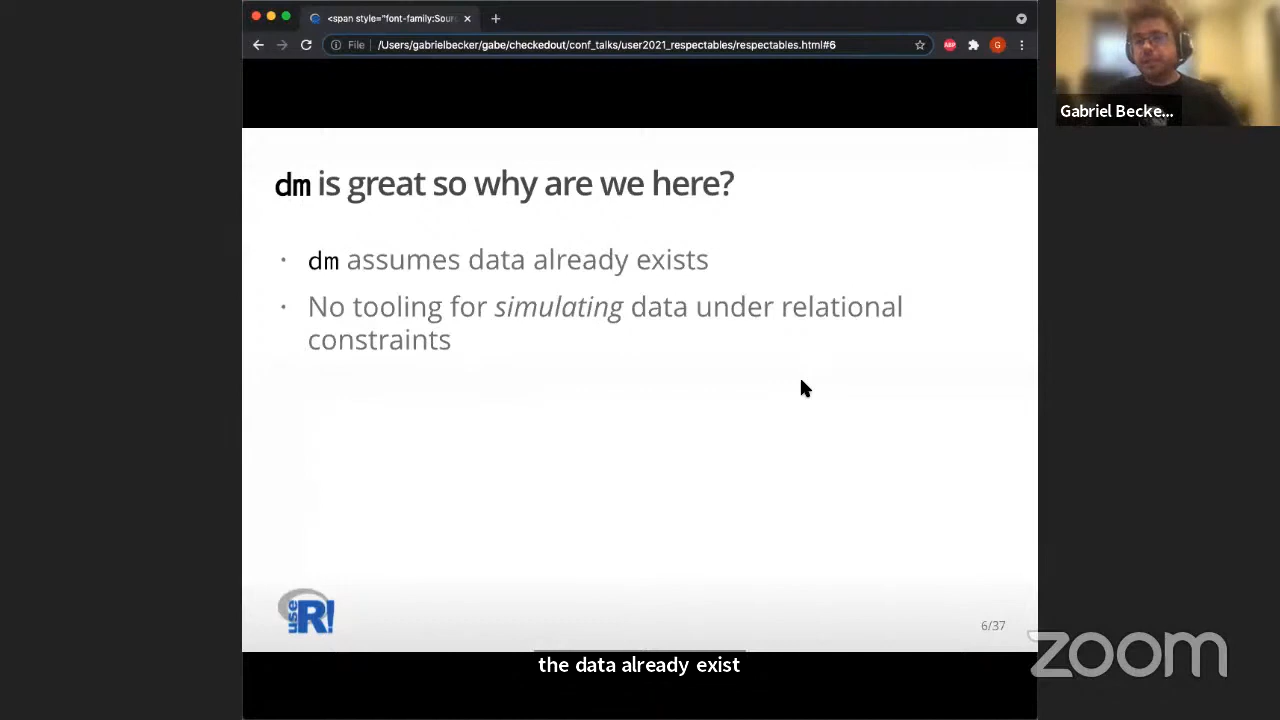 <span style="font-family:Sour
File
/Users/gabrielbecker/gabe/checkedout/conf_talks/user2021_respectables/respectables.html#6
ABP
G
Gabriel Becke...
dm is great so why are we here?
· dm assumes data already exists
· No tooling for simulating data under relational
constraints
use R!
6/37
the data already exist
zoom